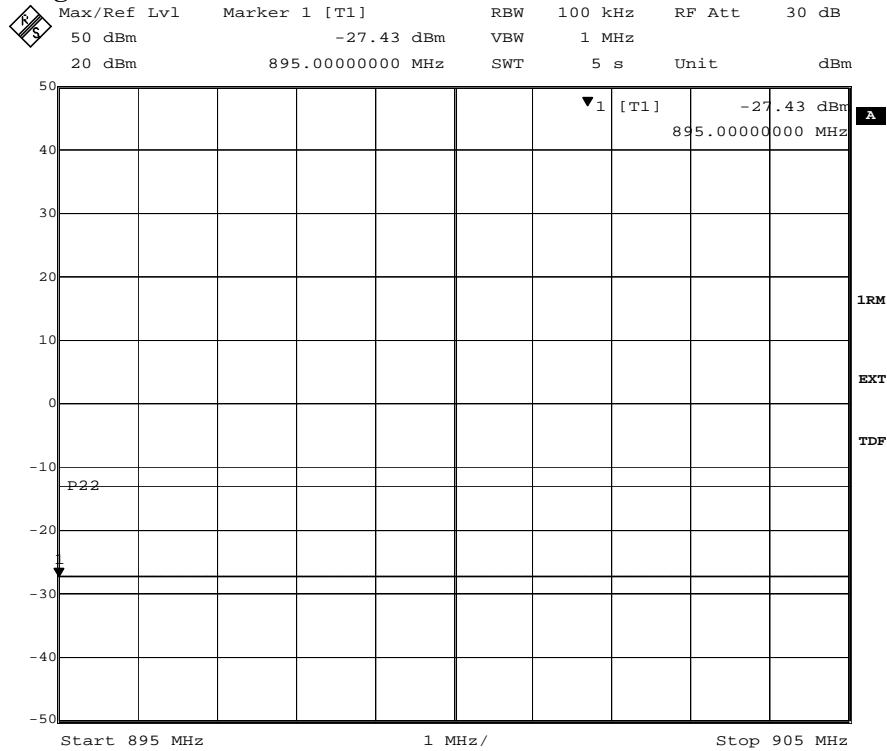 Max/Ref Lvl Marker 1 [T1] RBW 100 kHz RF Att 30 dB
50 dBm -27.43 dBm VBW 1 MHz
20 dBm 895.00000000 MHz SWT 5 s Unit dBm
R S
50
1 [T1] -27.43 dBm
A
895.00000000 MHz
40
30
20
1RM
10
EXT
0
TDF
-10
P22
-20
1
-30
-40
-50
Start 895 MHz 1 MHz/ Stop 905 MHz